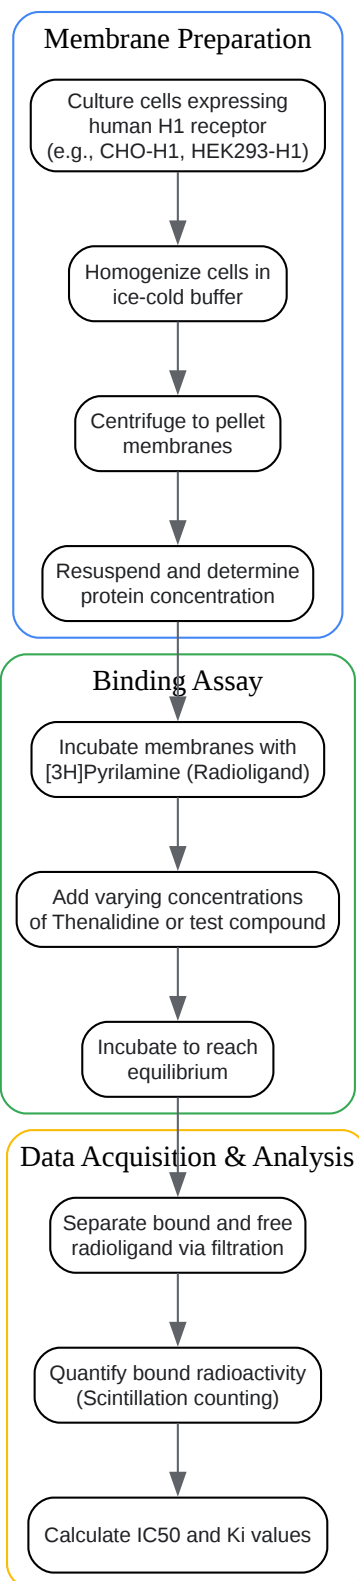 Membrane Preparation
Culture cells expressing
human H1 receptor
(e.g., CHO-H1, HEK293-H1)
Homogenize cells in
ice-cold buffer
Centrifuge to pellet
membranes
Resuspend and determine
protein concentration
Binding Assay
Incubate membranes with
[3H]Pyrilamine (Radioligand)
Add varying concentrations
of Thenalidine or test compound
Incubate to reach
equilibrium
Data Acquisition & Analysis
Separate bound and free
radioligand via filtration
Quantify bound radioactivity
(Scintillation counting)
Calculate IC50 and Ki values